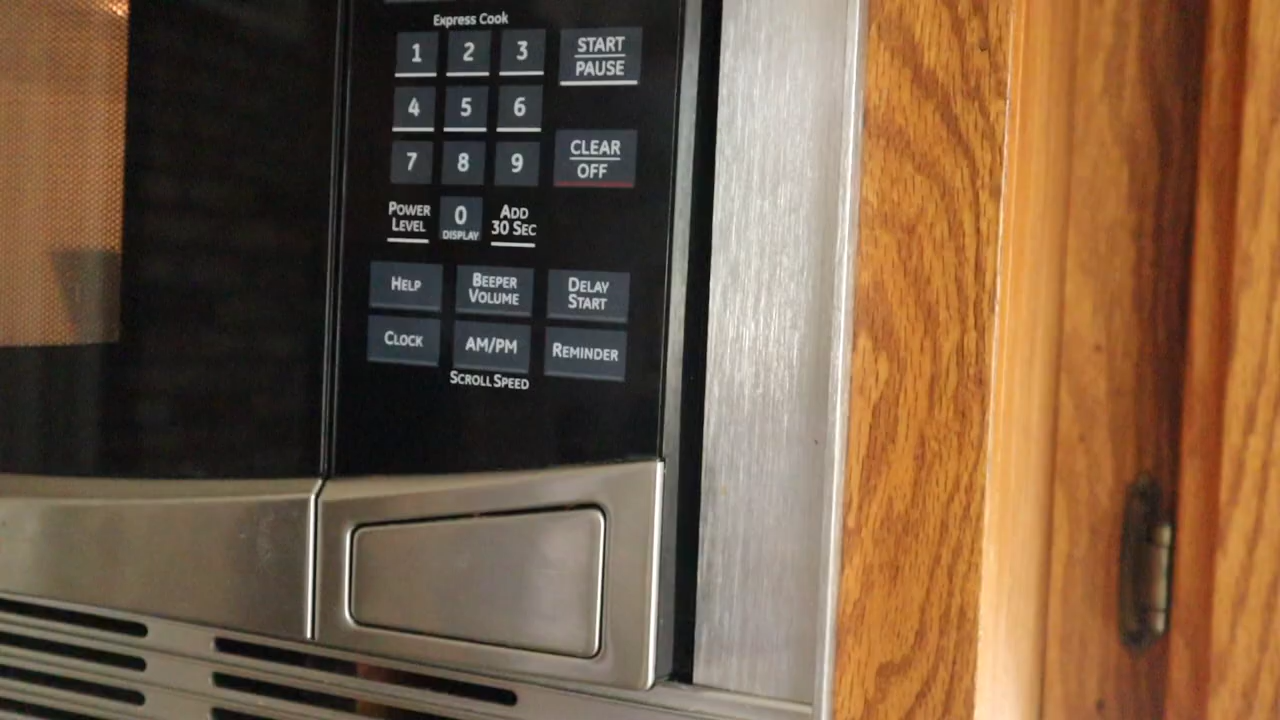 Express Cook
1 2 3 START
PAUSE
4 5 6
7 8 9 CLEAR
OFF
POWER
LEVEL
0
DISPLAY
ADD
30 SEC
HELP
BEEPER
VOLUME
DELAY
START
CLOCK
AM/PM
REMINDER
SCROLL SPEED